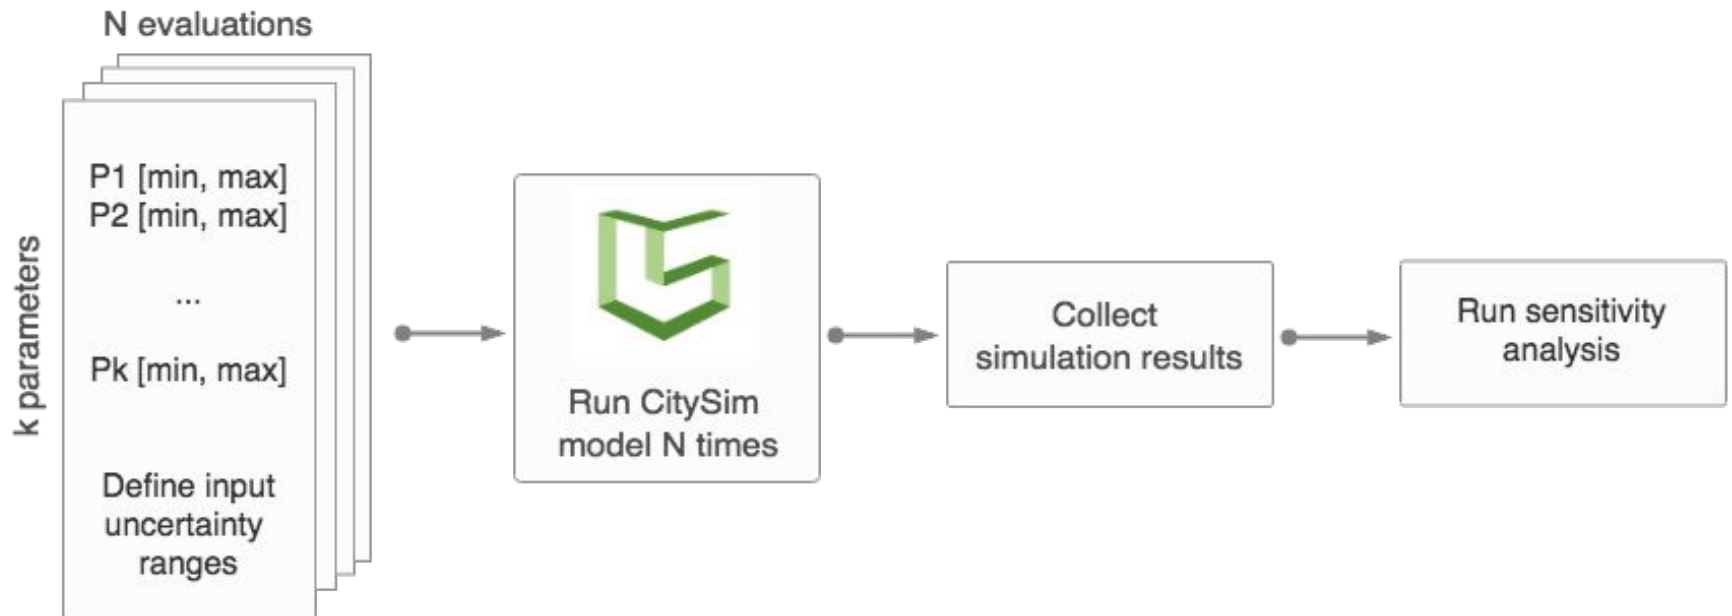 N evaluations
k parameters
P1 [min, max]
P2 [min, max]
...
Pk [min, max]
Define input
uncertainty
ranges
Run CitySim
model N times
Collect
simulation results
Run sensitivity
analysis